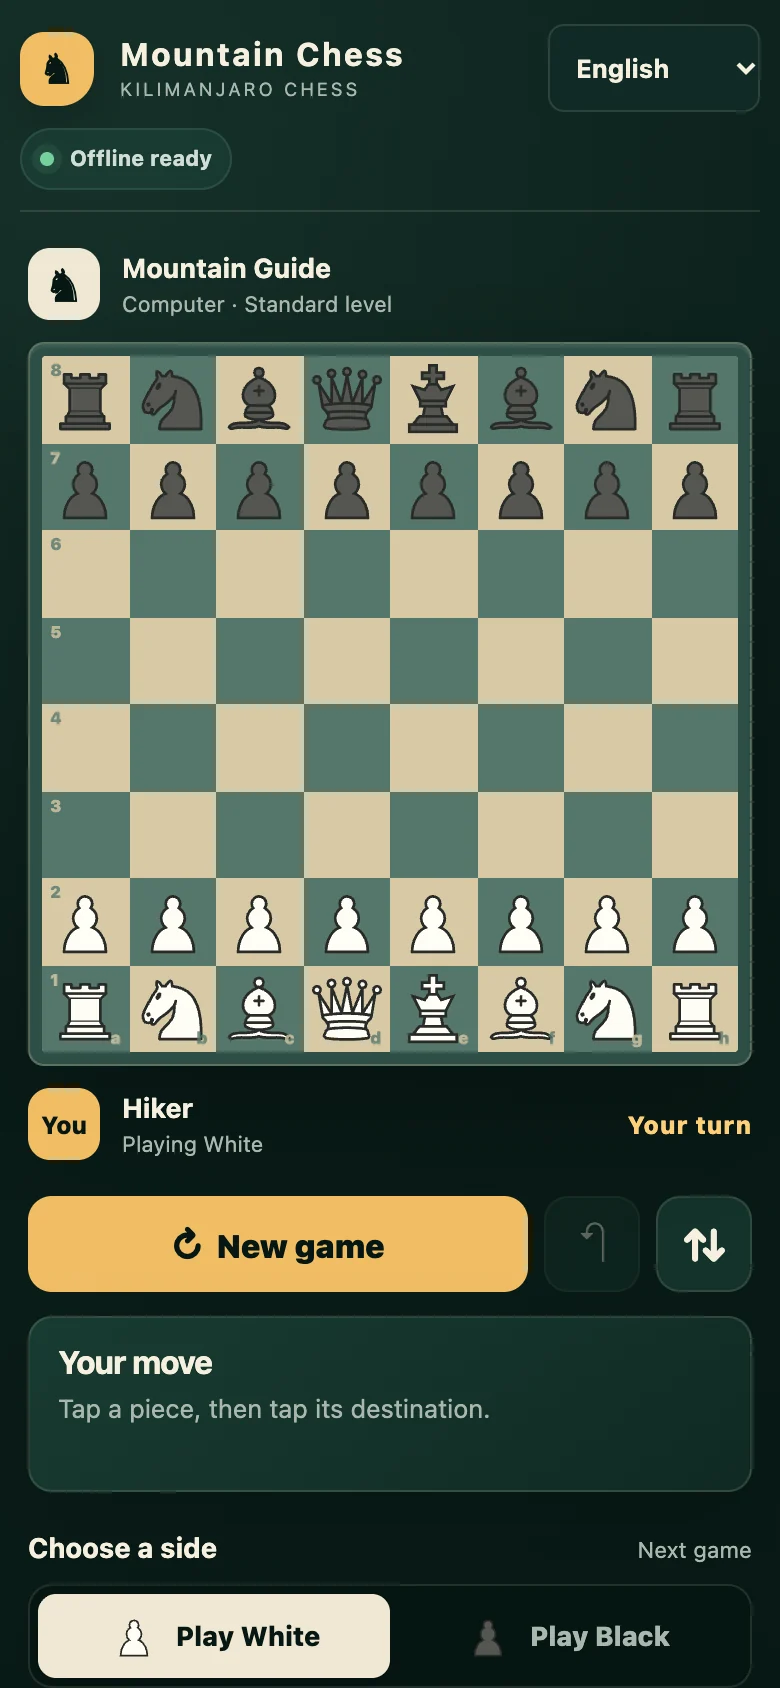 Mountain Chess
KILIMANJARO CHESS
English
Offline ready
Mountain Guide
Computer · Standard level
8
7
6
5
4
3
2
1
a b c d e f g h
You
Hiker
Playing White
Your turn
New game
Your move
Tap a piece, then tap its destination.
Choose a side
Next game
Play White
Play Black